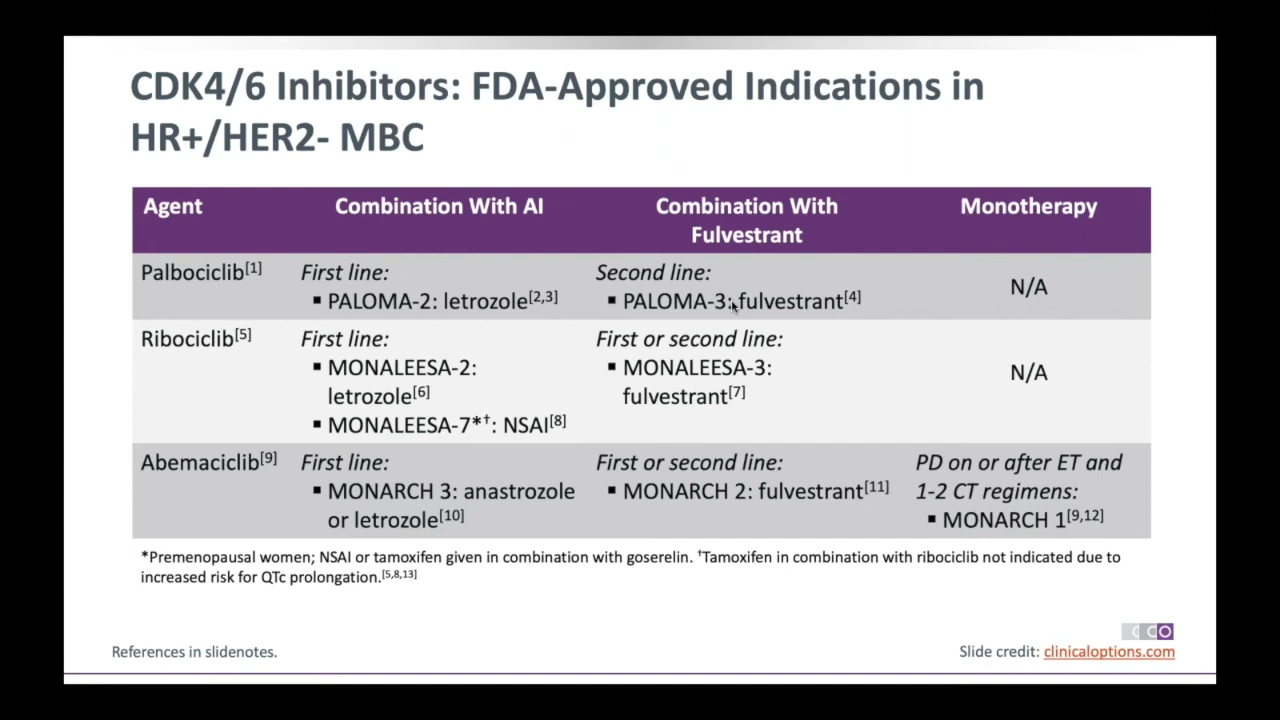 CDK4/6 Inhibitors: FDA-Approved Indications in
HR+/HER2- MBC
Agent
Combination With AI
Combination With
Fulvestrant
Monotherapy
Palbociclib[1]
First line:
▪ PALOMA-2: letrozole[2,3]
Second line:
▪ PALOMA-3: fulvestrant[4]
N/A
Ribociclib[5]
First line:
▪ MONALEESA-2:
letrozole[6]
▪ MONALEESA-7*†: NSAI[8]
First or second line:
▪ MONALEESA-3:
fulvestrant[7]
N/A
Abemaciclib[9]
First line:
▪ MONARCH 3: anastrozole
or letrozole[10]
First or second line:
▪ MONARCH 2: fulvestrant[11]
PD on or after ET and
1-2 CT regimens:
▪ MONARCH 1[9,12]
*Premenopausal women; NSAI or tamoxifen given in combination with goserelin. †Tamoxifen in combination with ribociclib not indicated due to
increased risk for QTc prolongation.[5,8,13]
CCO
References in slidenotes.
Slide credit: clinicaloptions.com